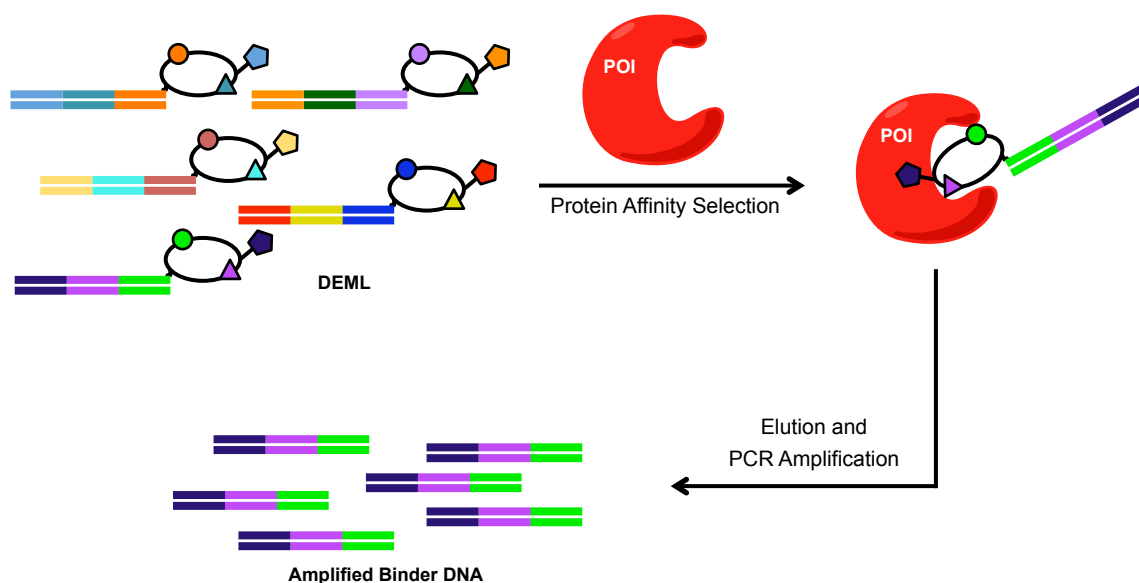 POI
POI
Protein Affinity Selection
DEML
Elution and
PCR Amplification
Amplified Binder DNA